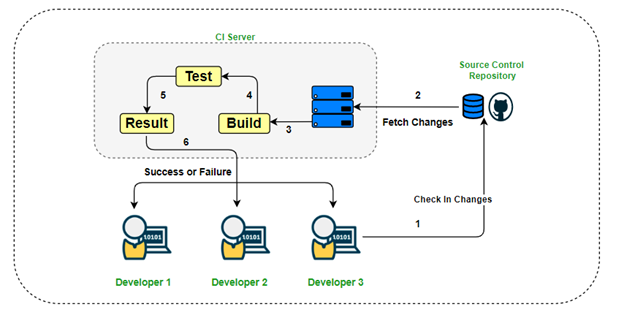 CI Server
Source Control
Repository
Test
5
4
2
Result
Build
3
Fetch Changes
6
Success or Failure
Check In Changes
1
10101
10101
10101
Developer 1
Developer 2
Developer 3